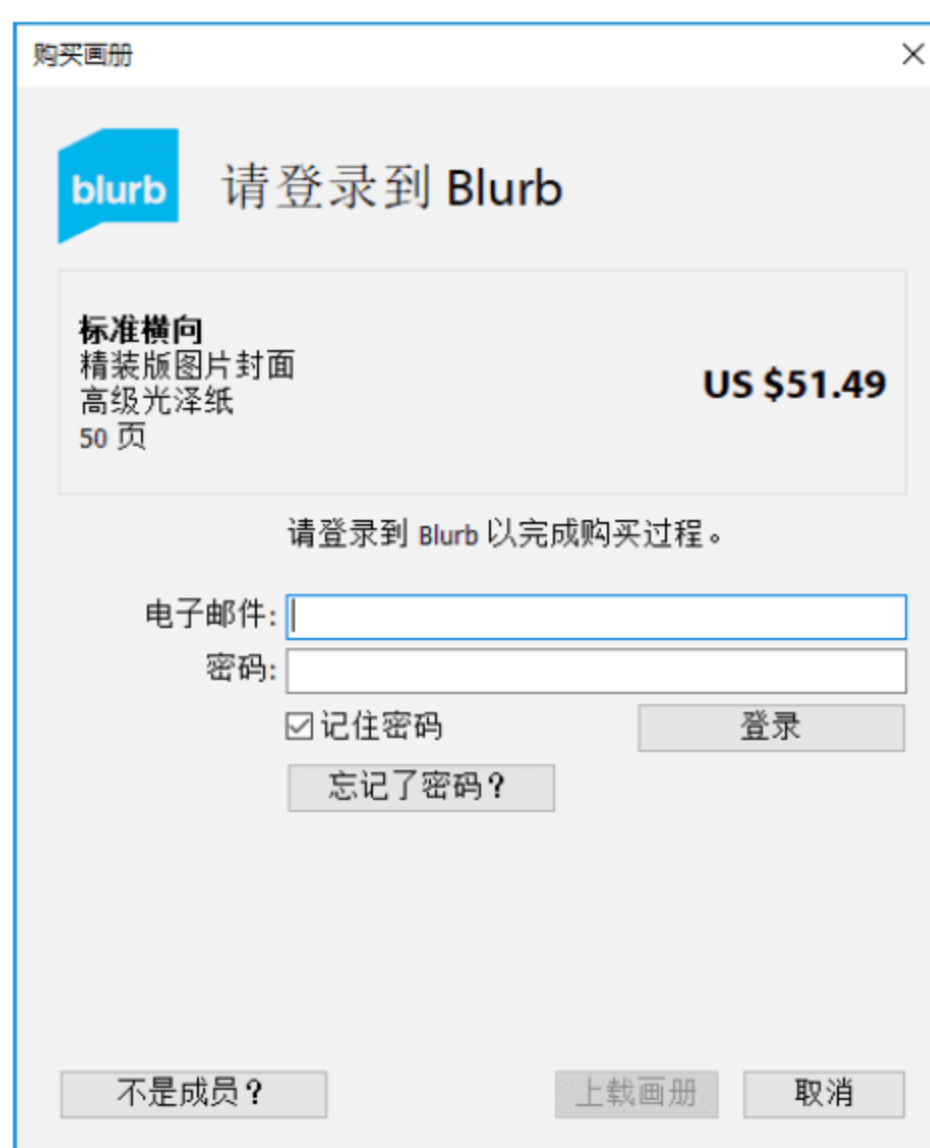 购买画册
blurb 请登录到 Blurb
标准横向
精装版图片封面
高级光泽纸
50 页
US $51.49
请登录到 Blurb 以完成购买过程。
电子邮件:
密码:
记住密码 登录
忘记了密码？
不是成员？ 上载画册 取消